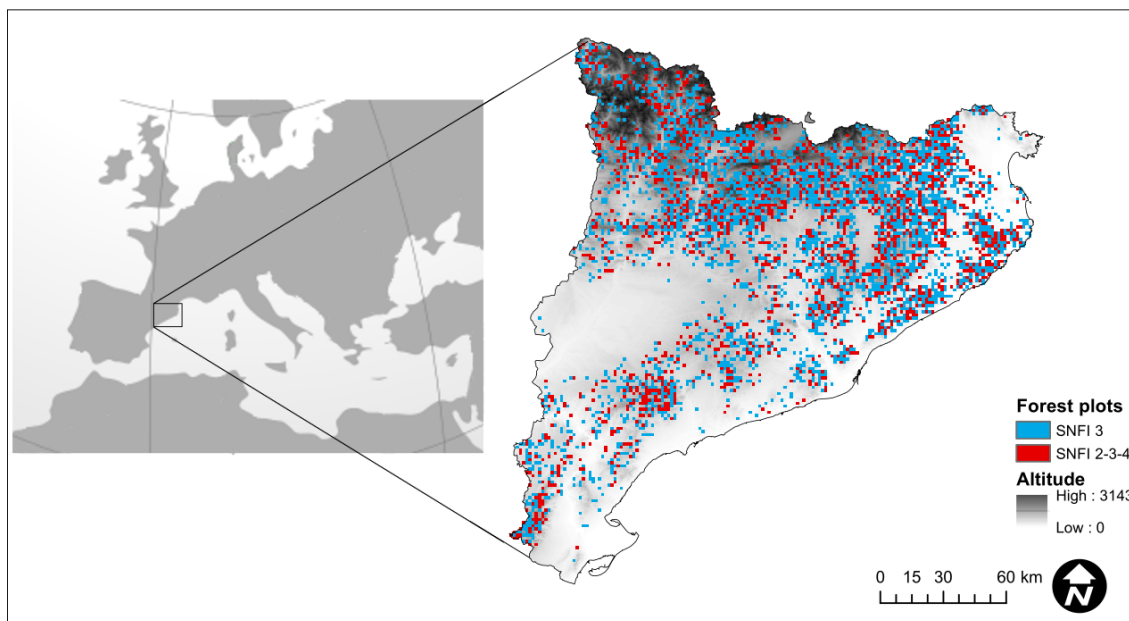 Forest plots
SNFI 3
SNFI 2-3-4
Altitude
High : 3143
Low : 0
0 15 30 60 km
N